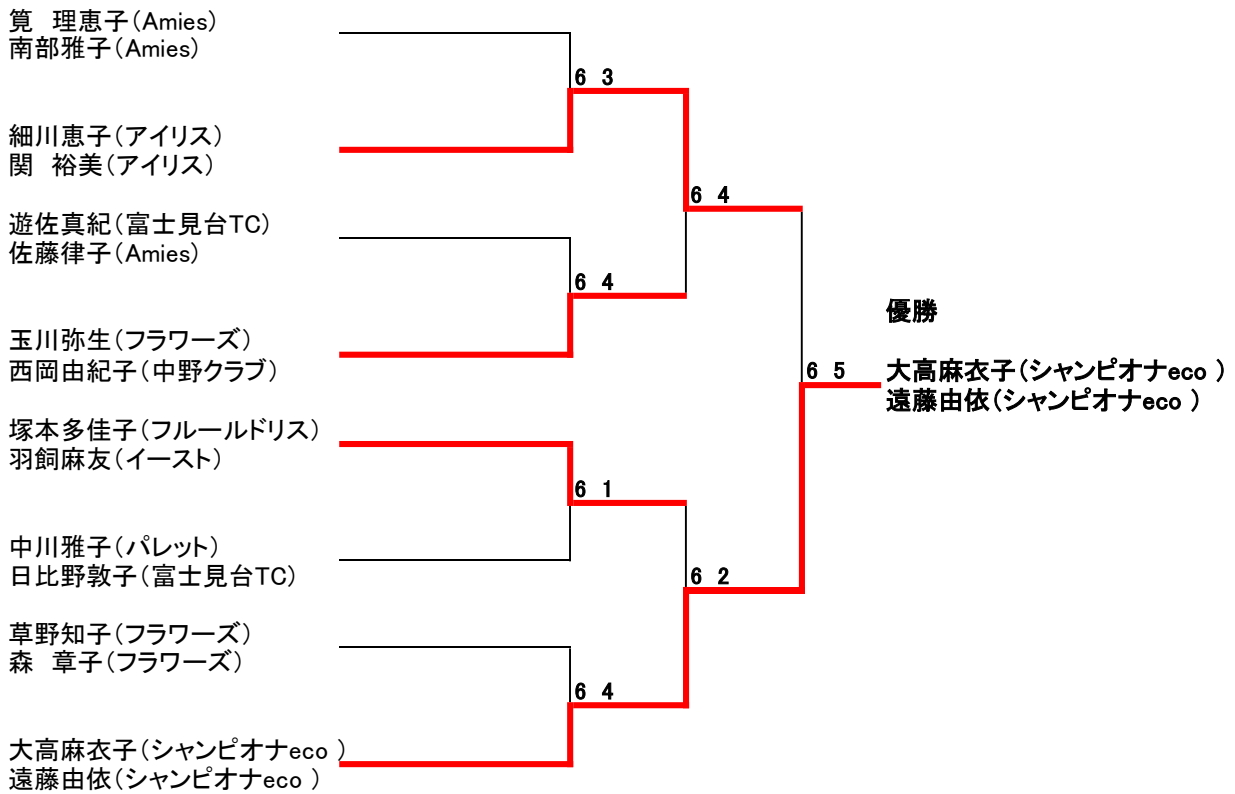 筧　理恵子（Amies）
南部雅子（Amies）
6 3
細川恵子（アイリス）
関　裕美（アイリス）
6 4
遊佐真紀（富士見台TC）
佐藤律子（Amies）
6 4
優勝
玉川弥生（フラワーズ）
西岡由紀子（中野クラブ）
6 5
大高麻衣子（シャンピオナeco ）
遠藤由依（シャンピオナeco ）
塚本多佳子（フルールドリス）
羽飼麻友（イースト）
6 1
中川雅子（パレット）
日比野敦子（富士見台TC）
6 2
草野知子（フラワーズ）
森　章子（フラワーズ）
6 4
大高麻衣子（シャンピオナeco ）
遠藤由依（シャンピオナeco ）